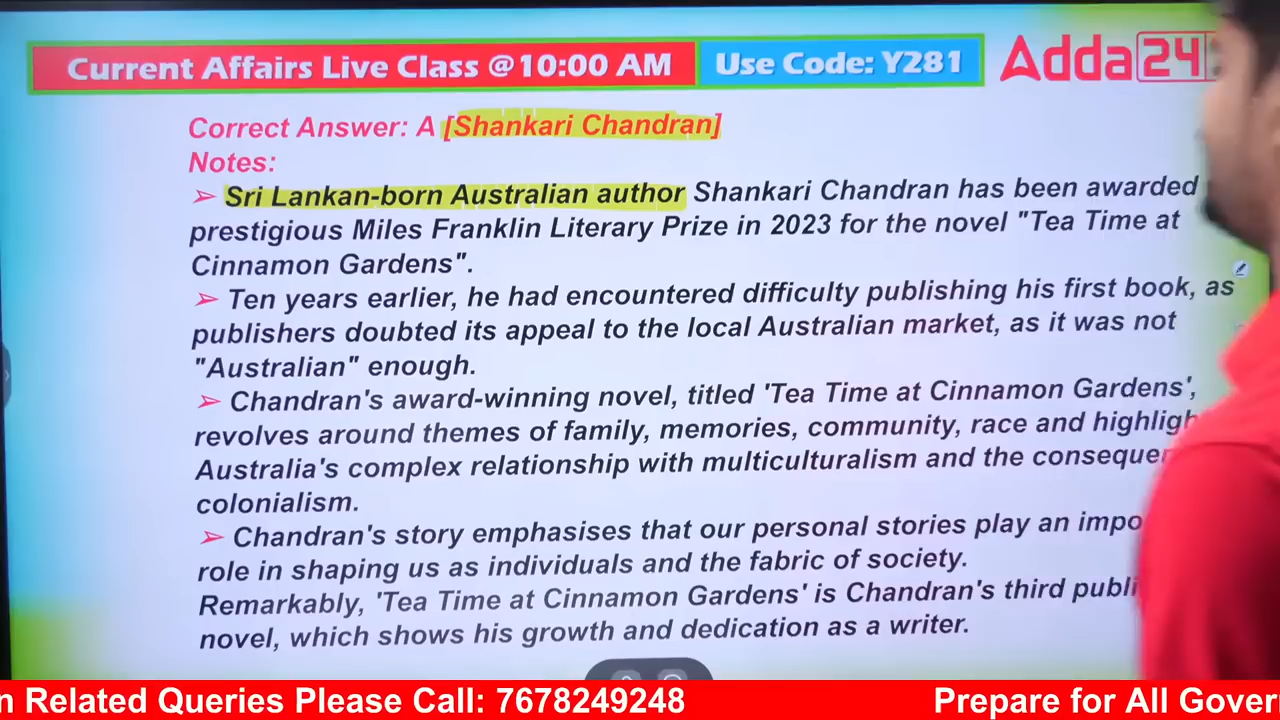 Current Affairs Live Class @10:00 AM
Use Code: Y281
Adda24
Correct Answer: A [Shankari Chandran]
Notes:
➢ Sri Lankan-born Australian author Shankari Chandran has been awarded
prestigious Miles Franklin Literary Prize in 2023 for the novel "Tea Time at
Cinnamon Gardens".
➢ Ten years earlier, he had encountered difficulty publishing his first book, as
publishers doubted its appeal to the local Australian market, as it was not
"Australian" enough.
➢ Chandran's award-winning novel, titled 'Tea Time at Cinnamon Gardens',
revolves around themes of family, memories, community, race and
Australia's complex relationship with multiculturalism and the
colonialism.
➢ Chandran's story emphasises that our personal stories play an
role in shaping us as individuals and the fabric of society.
Remarkably, 'Tea Time at Cinnamon Gardens' is Chandran's third
novel, which shows his growth and dedication as a writer.
Related Queries Please Call: 7678249248
Prepare for All